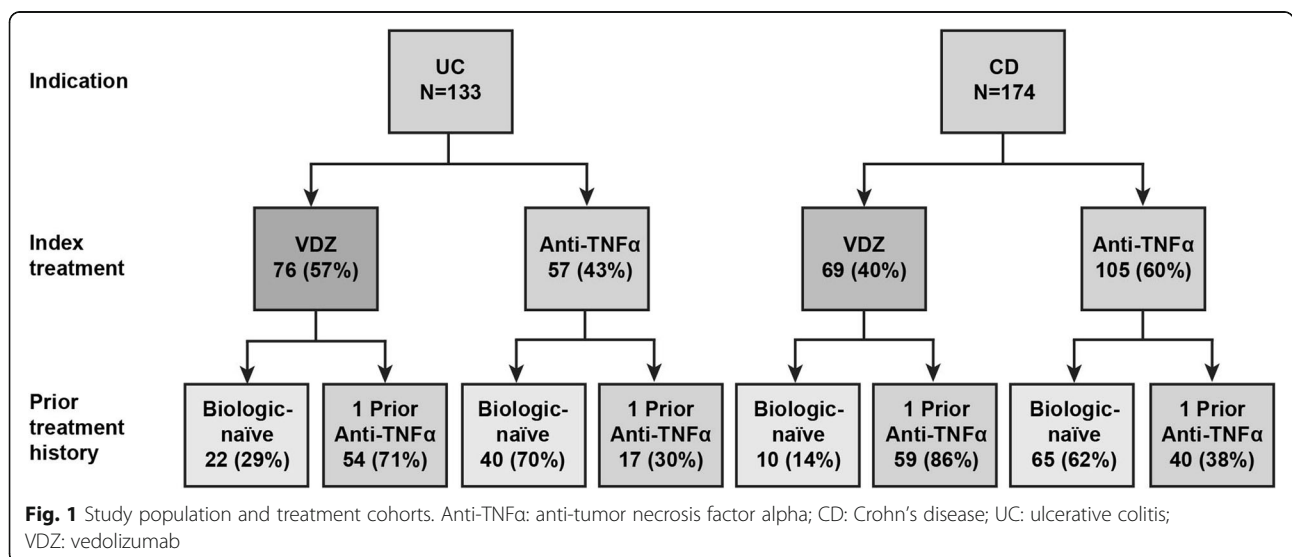 Indication
UC
N=133
CD
N=174
Index
treatment
VDZ
76 (57%)
Anti-TNFα
57 (43%)
VDZ
69 (40%)
Anti-TNFα
105 (60%)
Prior
treatment
history
Biologic-
naïve
22 (29%)
1 Prior
Anti-TNFα
54 (71%)
Biologic-
naïve
40 (70%)
1 Prior
Anti-TNFα
17 (30%)
Biologic-
naïve
10 (14%)
1 Prior
Anti-TNFα
59 (86%)
Biologic-
naïve
65 (62%)
1 Prior
Anti-TNFα
40 (38%)
Fig. 1 Study population and treatment cohorts. Anti-TNFα: anti-tumor necrosis factor alpha; CD: Crohn’s disease; UC: ulcerative colitis;
VDZ: vedolizumab